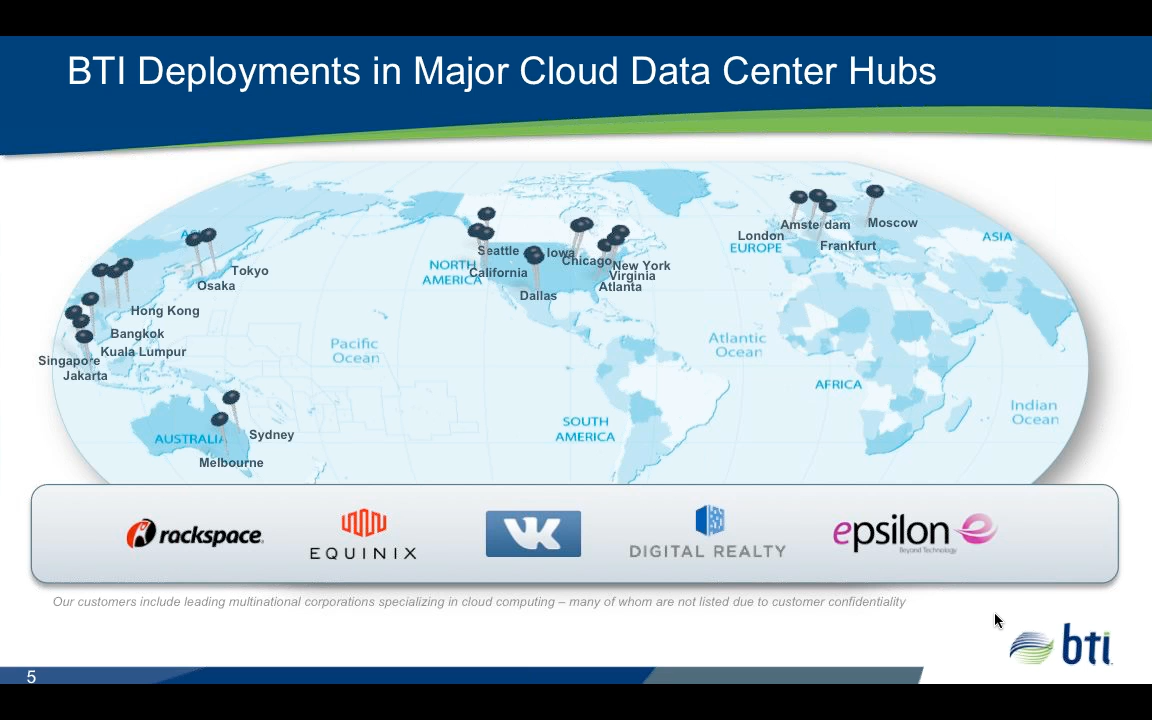 BTI Deployments in Major Cloud Data Center Hubs
Moscow
Amsterdam
London
EUROPE
Frankfurt
ASIA
Seattle
Iowa
Chicago
NORTH
AMERICA
California
New York
Virginia
Atlanta
Dallas
Tokyo
Osaka
Hong Kong
Bangkok
Kuala Lumpur
Singapore
Jakarta
Pacific
Ocean
Atlantic
Ocean
AFRICA
Indian
Ocean
SOUTH
AMERICA
AUSTRALIA
Sydney
Melbourne
rackspace.
EQUINIX
VK
DIGITAL REALTY
epsilon
Beyond Technology
Our customers include leading multinational corporations specializing in cloud computing – many of whom are not listed due to customer confidentiality
bti
5